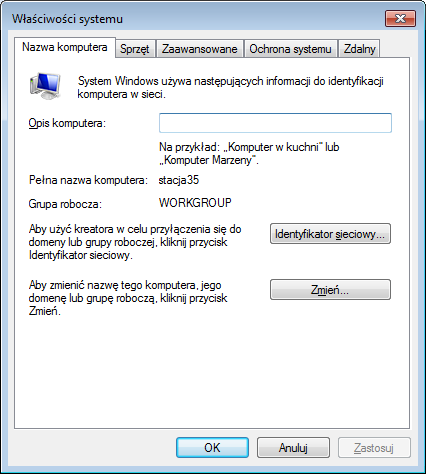 Właściwości systemu
Nazwa komputera
Sprzęt
Zaawansowane
Ochrona systemu
Zdalny
System Windows używa następujących informacji do identyfikacji
komputera w sieci.
Opis komputera:
Na przykład: „Komputer w kuchni” lub
„Komputer Marzeny”.
Pełna nazwa komputera: stacja35
Grupa robocza: WORKGROUP
Aby użyć kreatora w celu przyłączenia się do
domeny lub grupy roboczej, kliknij przycisk
Identyfikator sieciowy.
Identyfikator sieciowy...
Aby zmienić nazwę tego komputera, jego
domenę lub grupę roboczą, kliknij przycisk
Zmień.
Zmień...
OK
Anuluj
Zastosuj